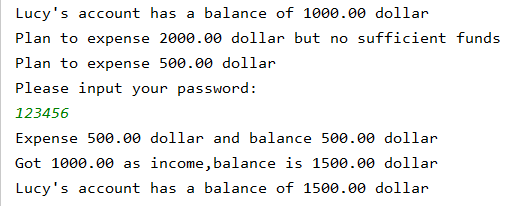 Lucy's account has a balance of 1000.00 dollar
Plan to expense 2000.00 dollar but no sufficient funds
Plan to expense 500.00 dollar
Please input your password:
123456
Expense 500.00 dollar and balance 500.00 dollar
Got 1000.00 as income,balance is 1500.00 dollar
Lucy's account has a balance of 1500.00 dollar